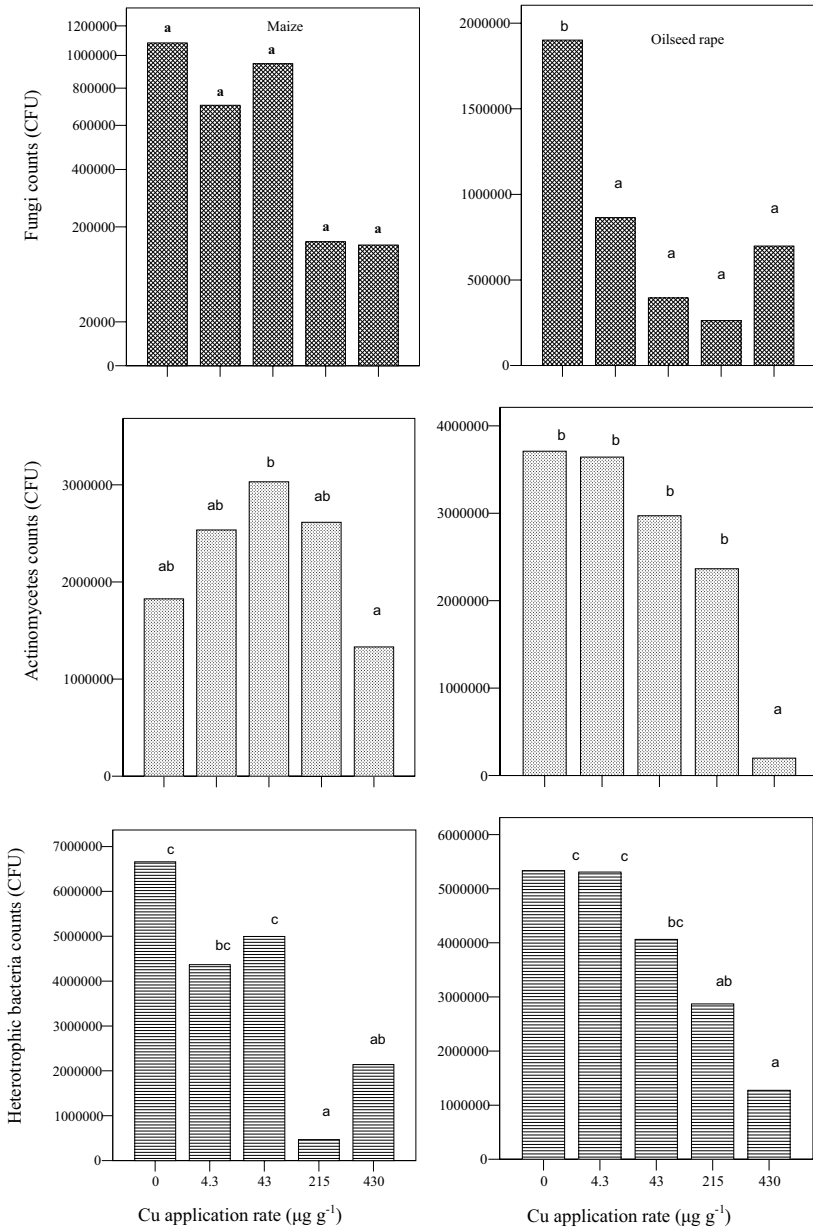 Maize
Fungi counts (CFU)
1200000
1000000
800000
600000
400000
200000
20000
0
a
a
a
a
a
Oilseed rape
2000000
1500000
1000000
500000
0
b
a
a
a
a
Actinomycetes counts (CFU)
3000000
2000000
1000000
0
ab
ab
b
ab
a
4000000
3000000
2000000
1000000
0
b
b
b
b
a
Heterotrophic bacteria counts (CFU)
7000000
6000000
5000000
4000000
3000000
2000000
1000000
0
c
bc
c
a
ab
0 4.3 43 215 430
Cu application rate (µg g⁻¹)
6000000
5000000
4000000
3000000
2000000
1000000
0
c c
bc
ab
a
0 4.3 43 215 430
Cu application rate (µg g⁻¹)